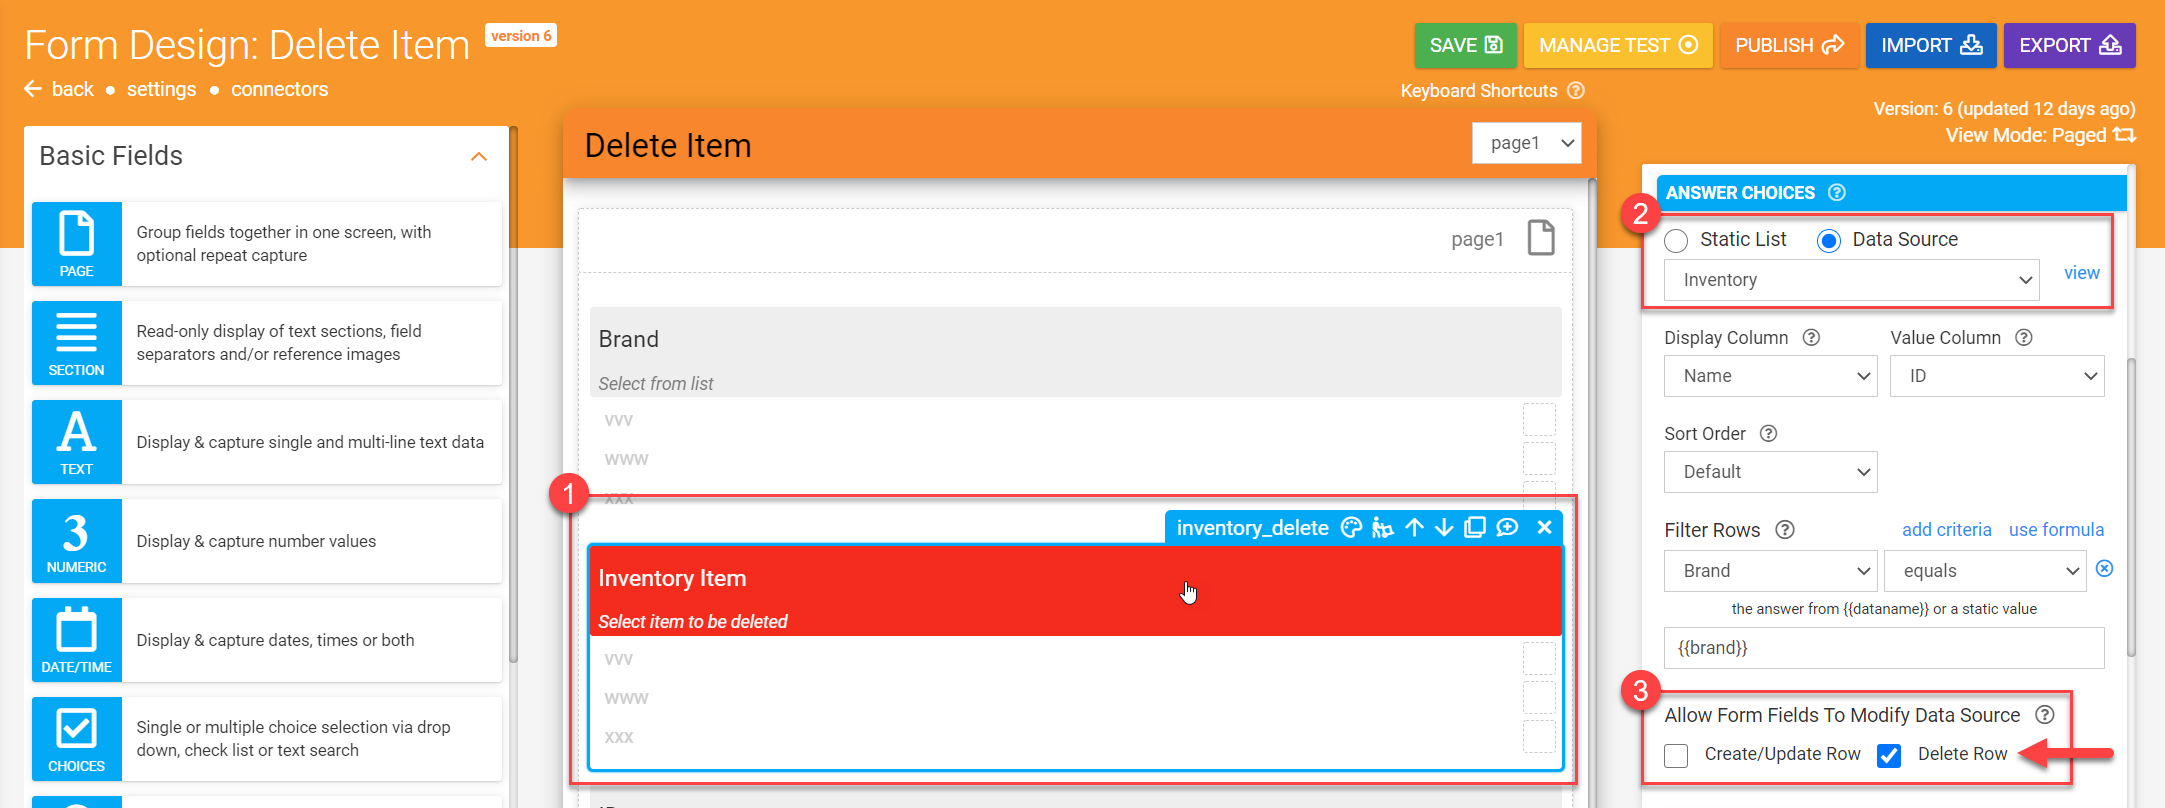 Form Design: Delete Item version 6
back • settings • connectors
SAVE MANAGE TEST PUBLISH IMPORT EXPORT
Keyboard Shortcuts
Version: 6 (updated 12 days ago)
View Mode: Paged
Basic Fields
PAGE
Group fields together in one screen, with
optional repeat capture
SECTION
Read-only display of text sections, field
separators and/or reference images
A
TEXT
Display & capture single and multi-line text data
3
NUMERIC
Display & capture number values
DATE/TIME
Display & capture dates, times or both
CHOICES
Single or multiple choice selection via drop
down, check list or text search
Delete Item page1
page1
Brand
Select from list
vvv
www
xxx
1
inventory_delete
Inventory Item
Select item to be deleted
vvv
www
xxx
ANSWER CHOICES
2
Static List Data Source
Inventory view
Display Column Value Column
Name ID
Sort Order
Default
Filter Rows add criteria use formula
Brand equals
the answer from {{dataname}} or a static value
{{brand}}
3
Allow Form Fields To Modify Data Source
Create/Update Row Delete Row